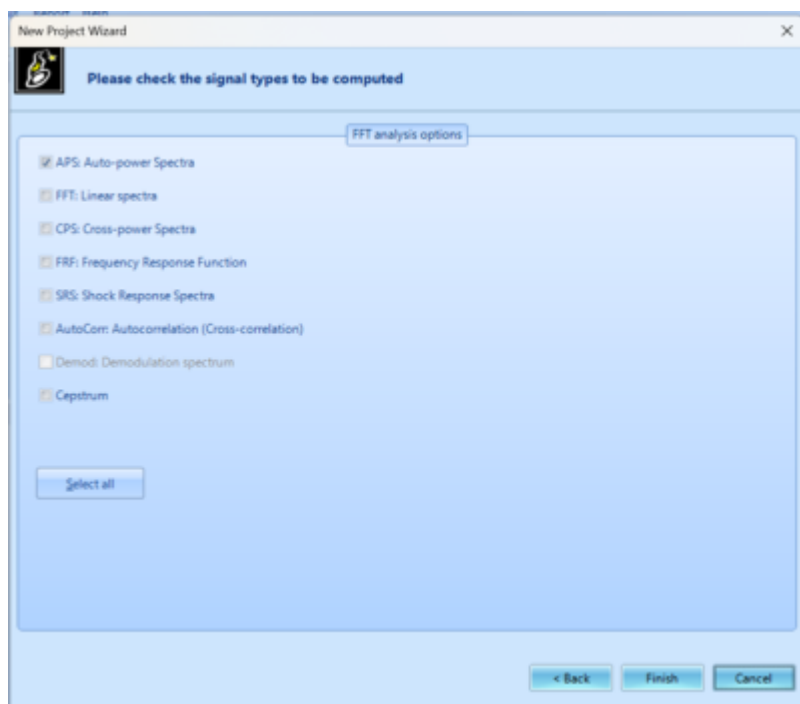 New Project Wizard
Please check the signal types to be computed
FFT analysis options
APS: Auto-power Spectra
FFT: Linear spectra
CPS: Cross-power Spectra
FRF: Frequency Response Function
SRS: Shock Response Spectra
AutoCorr: Autocorrelation (Cross-correlation)
Demod: Demodulation spectrum
Cepstrum
Select all
< Back Finish Cancel